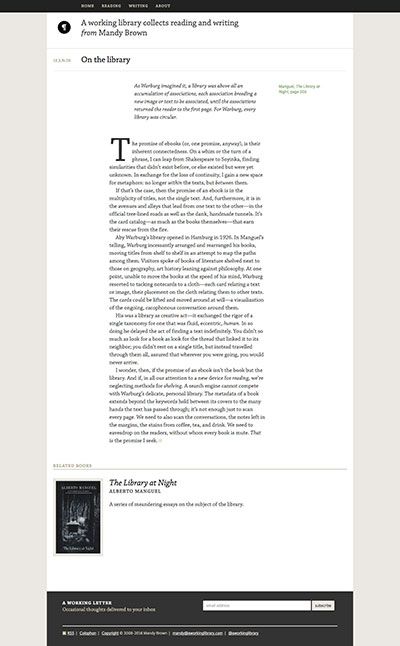 HOME READING WRITING ABOUT
¶
A working library collects reading and writing
from Mandy Brown
On the library
As Warburg imagined it, a library was above all an
accumulation of associations, each association breeding a
new image or text to be associated, until the associations
returned the reader to the first page. For Warburg, every
library was circular.
Manguel, The Library at
Night, page
The promise of ebooks (or, one promise, anyway), is their
inherent connectedness. On a whim or the turn of a
phrase, I can leap from Shakespeare to Soyinka, finding
similarities that didn't exist before, or else existed but were yet
unknown. In exchange for the loss of continuity, I gain a new space
for metaphors: no longer within the texts, but between them.
If that's the case, then the promise of an ebook is in the
multiplicity of titles, not the single text. And, furthermore, it is in
the avenues and alleys that lead from one text to the other—in the
official tree-lined roads as well as the dank, handmade tunnels. It's
the card catalog—as much as the books themselves—that earn
their rescue from the fire.
Aby Warburg's library opened in Hamburg in 1926. In Manguel's
telling, Warburg incessantly arranged and rearranged his books,
moving titles from shelf to shelf in an attempt to map the paths
among them. Visitors spoke of books of literature shelved next to
those on geography, art history leaning against philosophy. At one
point, unable to move the books at the speed of his mind, Warburg
resorted to tacking notecards to a cloth—each card relating a text
or image, their placement on the cloth relating them to other texts.
The cards could be lifted and moved around at will—a visualization
of the ongoing, cacophonous conversation around them.
His was a library as creative act—it exchanged the rigor of a
single taxonomy for one that was fluid, eccentric, human. In so
doing he delayed the act of finding a text indefinitely. You didn't so
much as look for a book as look for the thread that linked it to its
neighbor; you didn't rest on a single title, but instead travelled
through them all, assured that wherever you were going, you would
never arrive.
I wonder, then, if the promise of an ebook isn't the book but the
library. And if, in all our attention to a new device for reading, we're
neglecting methods for shelving. A search engine cannot compete
with Warburg's delicate, personal library. The metadata of a book
extends beyond the keywords held between its covers to the many
hands the text has passed through; it's not enough just to scan
every page. We need to also scan the conversations, the notes left in
the margins, the stains from coffee, tea, and drink. We need to
eavesdrop on the readers, without whom every book is mute. That
is the promise I seek.
RELATED BOOKS
ALBERTO MANGUEL
The Library at Night
The Library at Night
ALBERTO MANGUEL
A series of meandering essays on the subject of the library.
A WORKING LETTER
Occasional thoughts delivered to your inbox
email address
subscribe
RSS | Colophon | Copyright © 2008–2016 Mandy Brown | mandy@aworkinglibrary.com | @aworkinglibrary